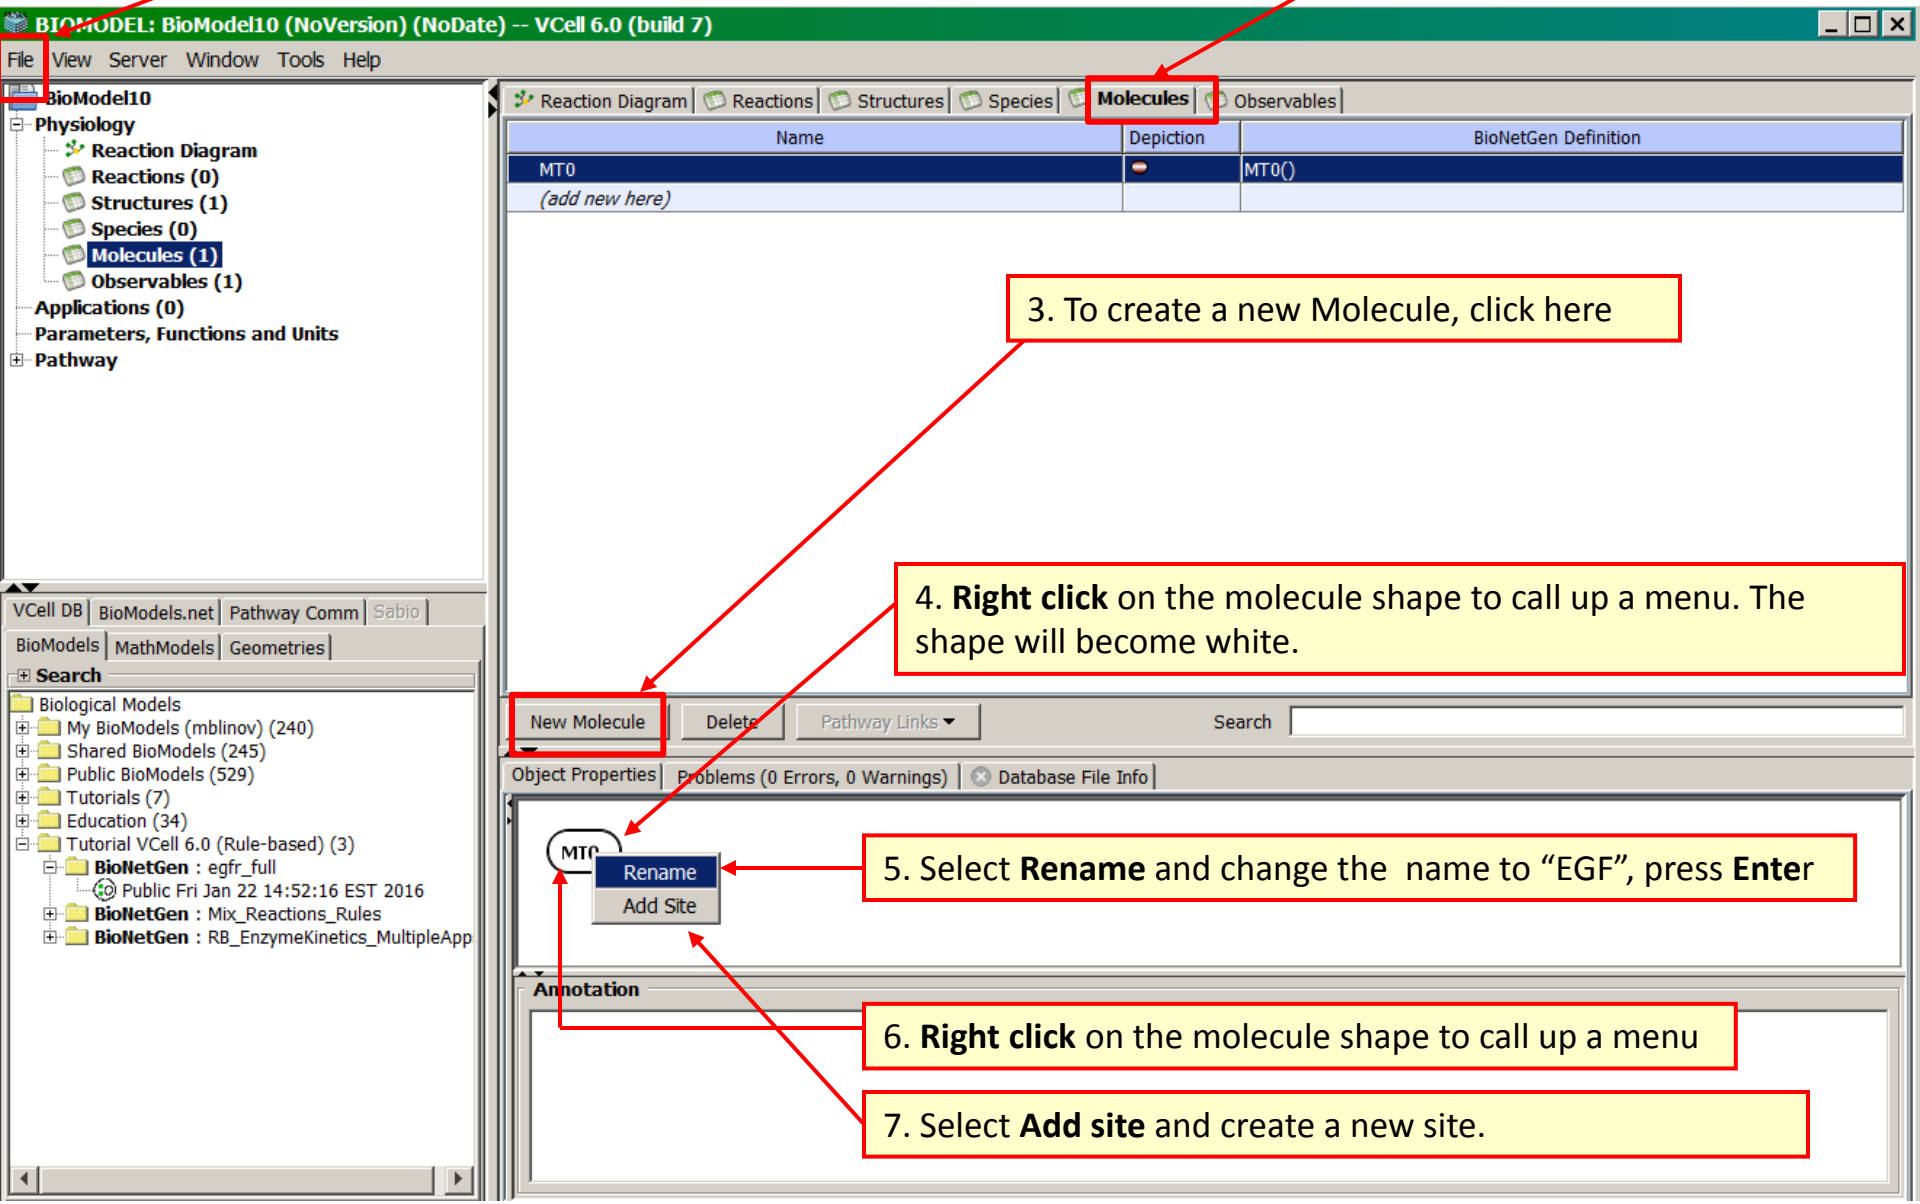 BIOMODEL: BioModel10 (NoVersion) (NoDate) -- VCell 6.0 (build 7)
File View Server Window Tools Help
BioModel10
Physiology
Reaction Diagram
Reactions (0)
Structures (1)
Species (0)
Molecules (1)
Observables (1)
Applications (0)
Parameters, Functions and Units
Pathway
VCell DB BioModels.net Pathway Comm Sabio
BioModels MathModels Geometries
Search
Biological Models
My BioModels (mblinov) (240)
Shared BioModels (245)
Public BioModels (529)
Tutorials (7)
Education (34)
Tutorial VCell 6.0 (Rule-based) (3)
BioNetGen : egfr_full
Public Fri Jan 22 14:52:16 EST 2016
BioNetGen : Mix_Reactions_Rules
BioNetGen : RB_EnzymeKinetics_MultipleApp
Reaction Diagram Reactions Structures Species Molecules Observables
Name Depiction BioNetGen Definition
MT0 MT0()
(add new here)
3. To create a new Molecule, click here
4. Right click on the molecule shape to call up a menu. The
shape will become white.
New Molecule Delete Pathway Links Search
Object Properties Problems (0 Errors, 0 Warnings) Database File Info
MT0
Rename
Add Site
5. Select Rename and change the name to “EGF”, press Enter
Annotation
6. Right click on the molecule shape to call up a menu
7. Select Add site and create a new site.